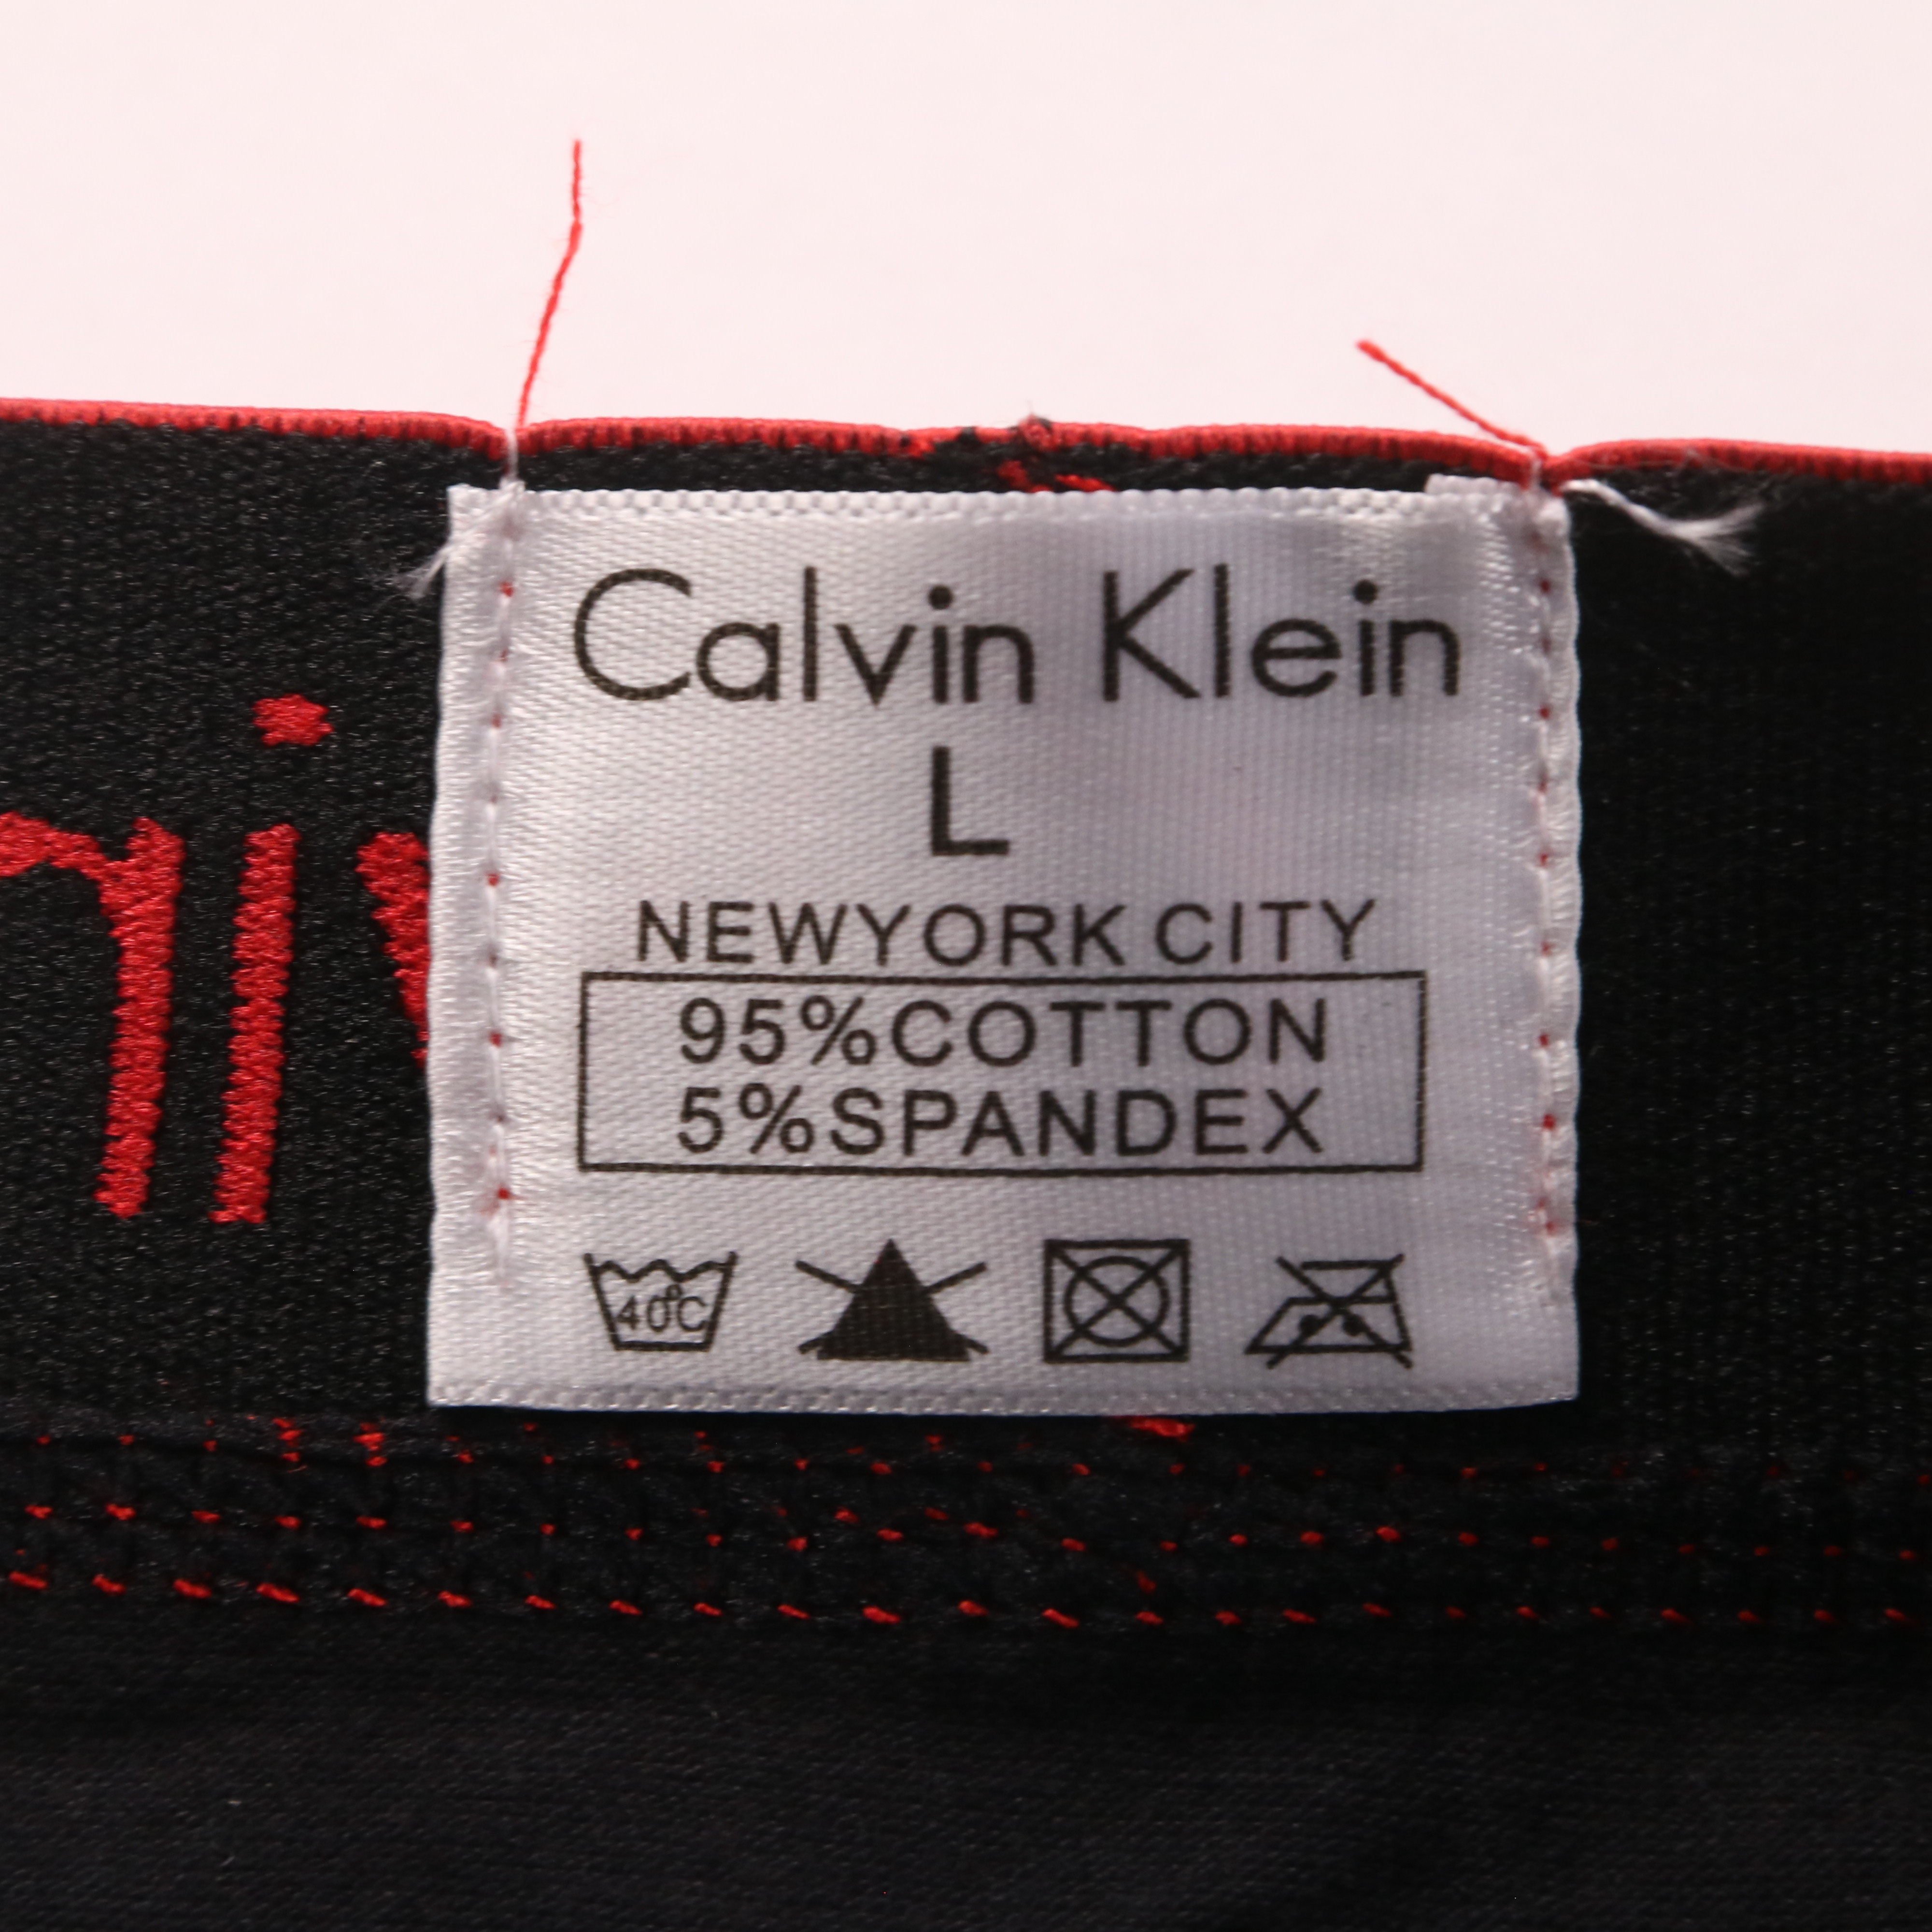 Calvin Klein
L
NEWYORK CITY
95%COTTON
5%SPANDEX
40°C